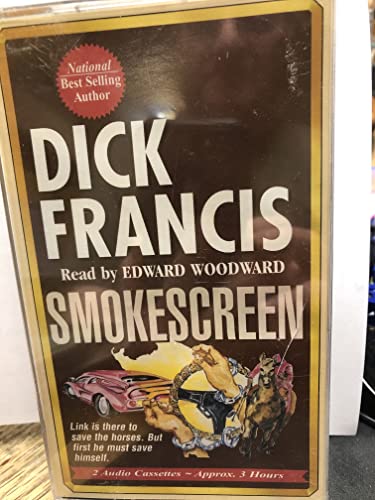 National
Best Selling
Author
DICK
FRANCIS
Read by EDWARD WOODWARD
SMOKESCREEN
Link is there to
save the horses. But
first he must save
himself.
2 Audio Cassettes ~ Approx. 3 Hours